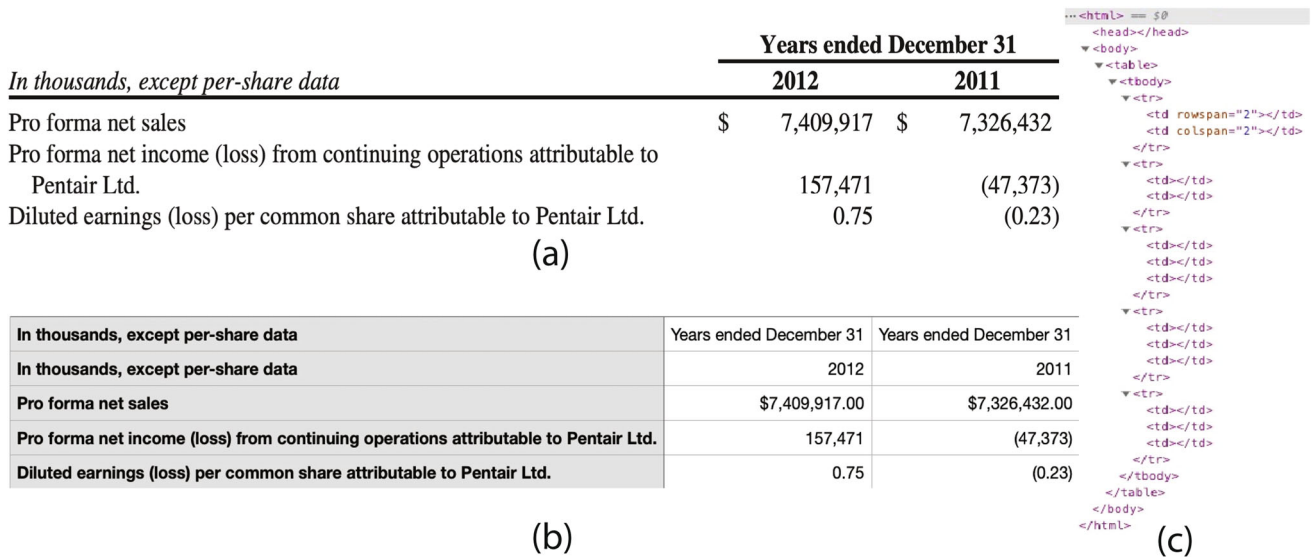 Years ended December 31
In thousands, except per-share data 2012 2011
Pro forma net sales $ 7,409,917 $ 7,326,432
Pro forma net income (loss) from continuing operations attributable to
Pentair Ltd. 157,471 (47,373)
Diluted earnings (loss) per common share attributable to Pentair Ltd. 0.75 (0.23)
(a)
In thousands, except per-share data Years ended December 31 Years ended December 31
In thousands, except per-share data 2012 2011
Pro forma net sales $7,409,917.00 $7,326,432.00
Pro forma net income (loss) from continuing operations attributable to Pentair Ltd. 157,471 (47,373)
Diluted earnings (loss) per common share attributable to Pentair Ltd. 0.75 (0.23)
(b)
···<html> == $0
<head></head>
▼<body>
▼<table>
▼<tbody>
▼<tr>
<td rowspan="2"></td>
<td colspan="2"></td>
</tr>
▼<tr>
<td></td>
<td></td>
</tr>
▼<tr>
<td></td>
<td></td>
<td></td>
</tr>
▼<tr>
<td></td>
<td></td>
<td></td>
</tr>
▼<tr>
<td></td>
<td></td>
<td></td>
</tr>
</tbody>
</table>
</body>
</html>
(c)